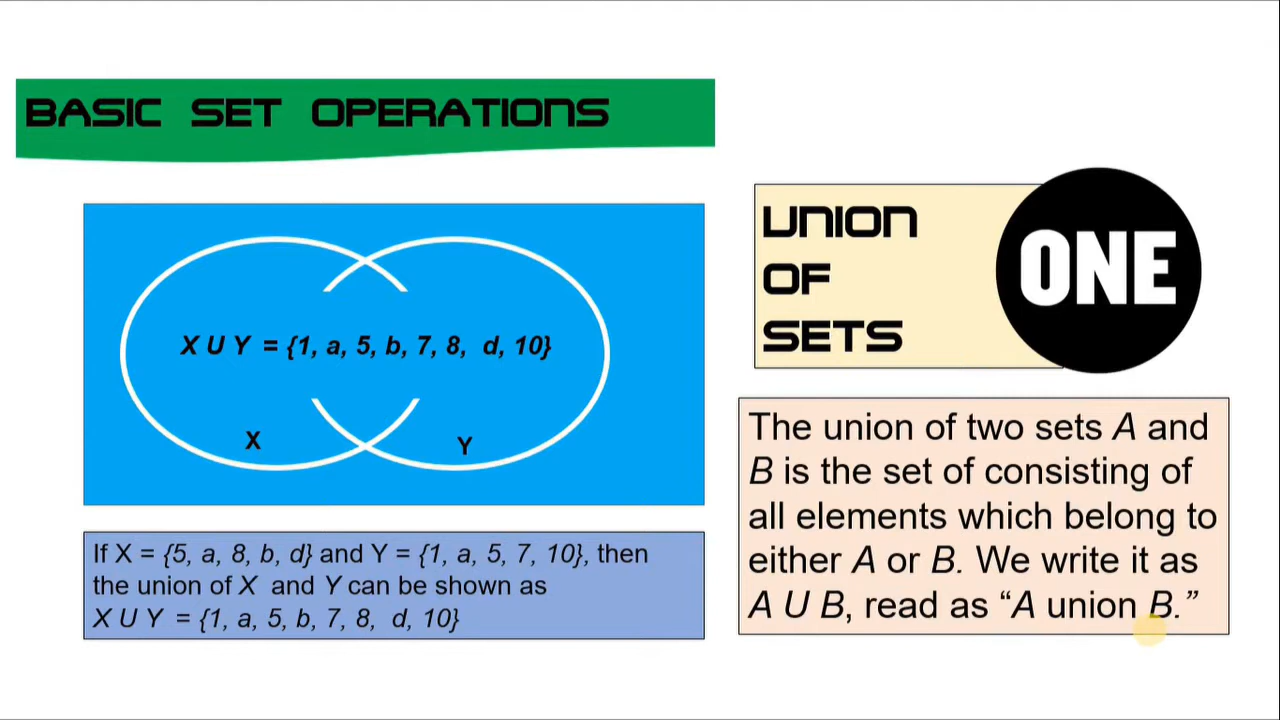 BASIC SET OPERATIONS
X U Y = {1, a, 5, b, 7, 8, d, 10}
X
Y
If X = {5, a, 8, b, d} and Y = {1, a, 5, 7, 10}, then
the union of X and Y can be shown as
X U Y = {1, a, 5, b, 7, 8, d, 10}
UNION
OF
SETS
ONE
The union of two sets A and
B is the set of consisting of
all elements which belong to
either A or B. We write it as
A U B, read as “A union B.”